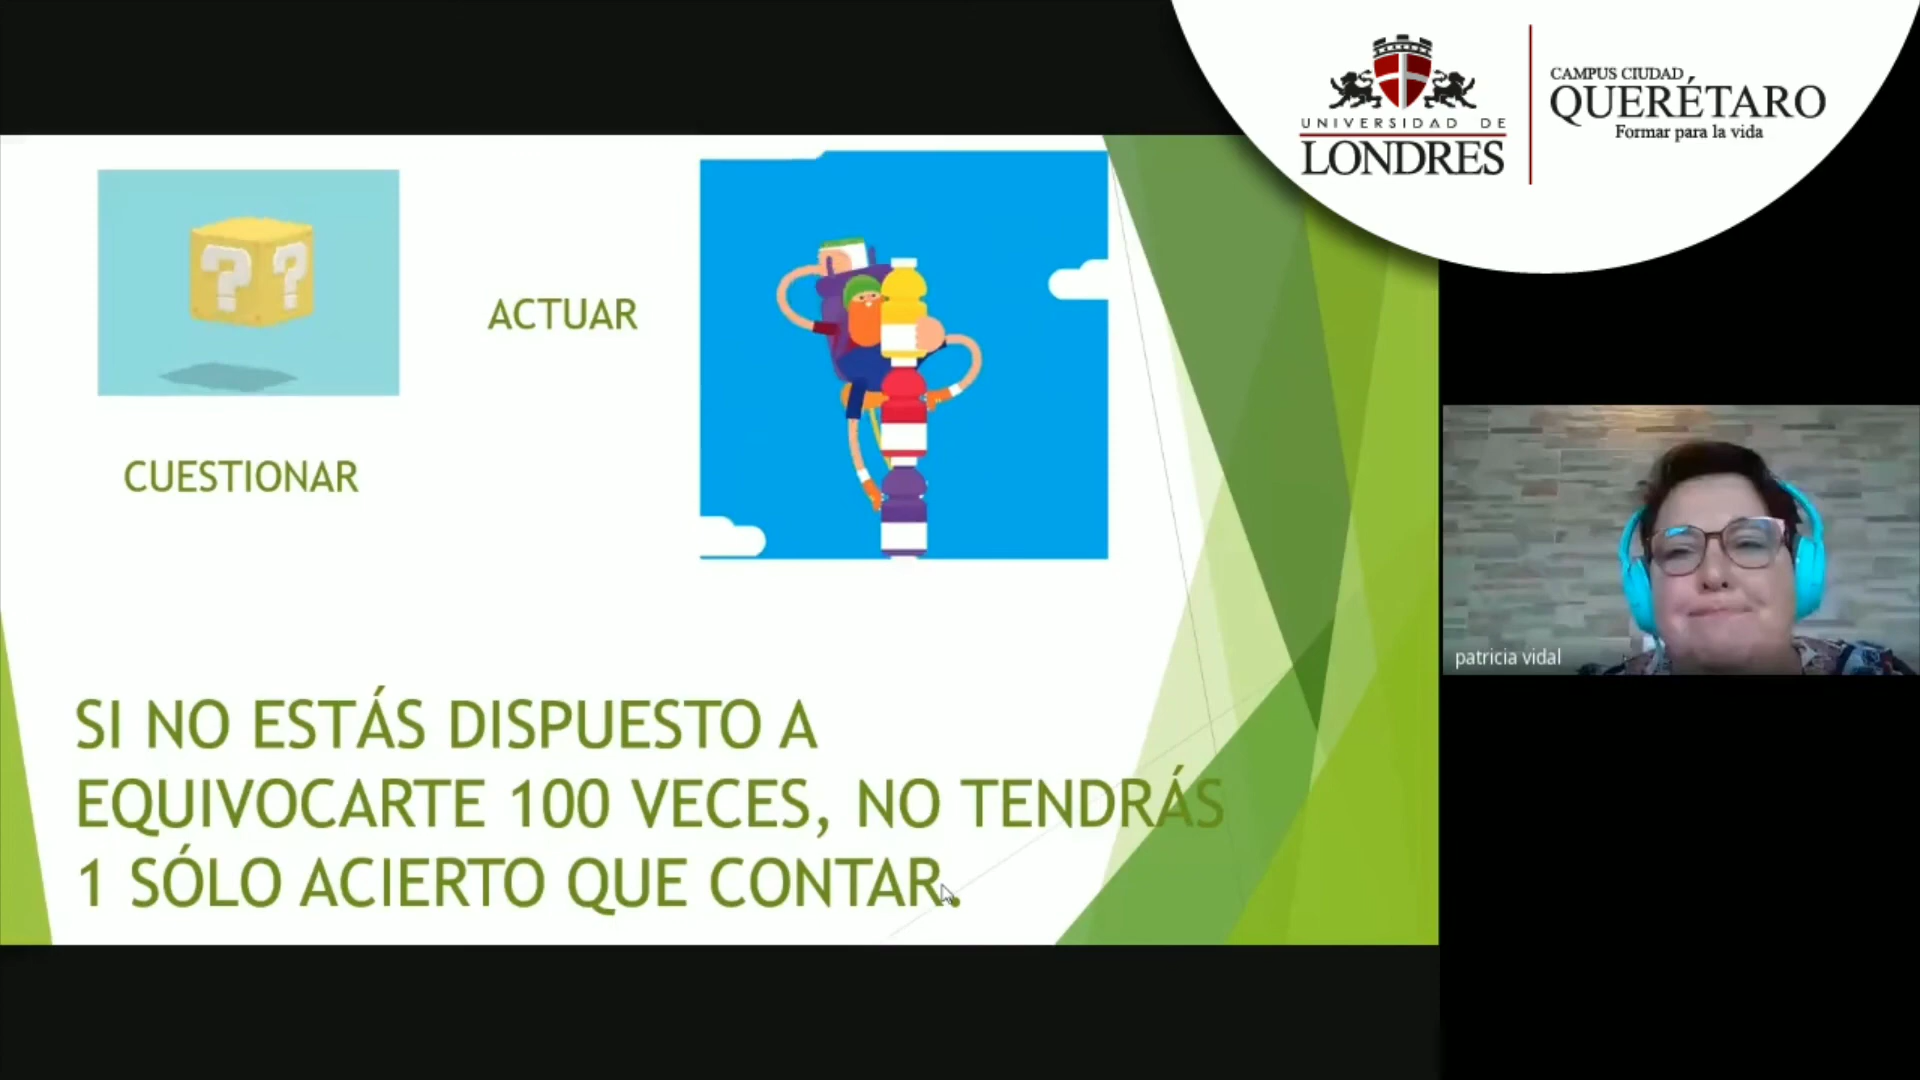 UNIVERSIDAD DE
LONDRES
CAMPUS CIUDAD
QUERÉTARO
Formar para la vida
? ?
ACTUAR
CUESTIONAR
SI NO ESTÁS DISPUESTO A
EQUIVOCARTE 100 VECES, NO TENDRÁS
1 SÓLO ACIERTO QUE CONTAR.
patricia vidal